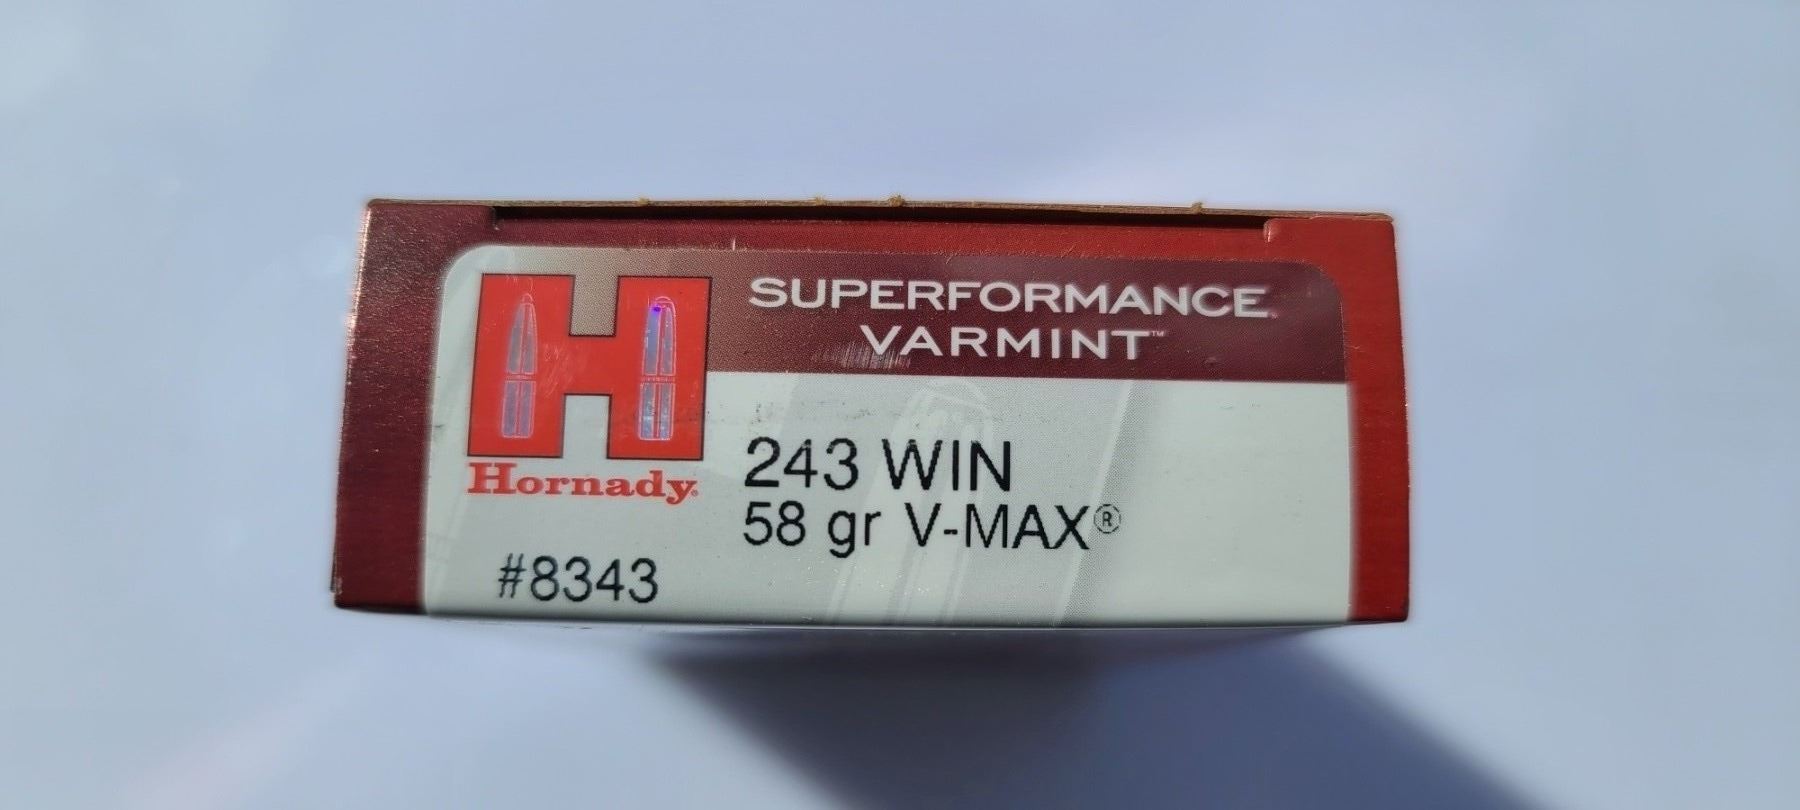 SUPERFORMANCE
VARMINT™
Hornady
243 WIN
58 gr V-MAX®
#8343